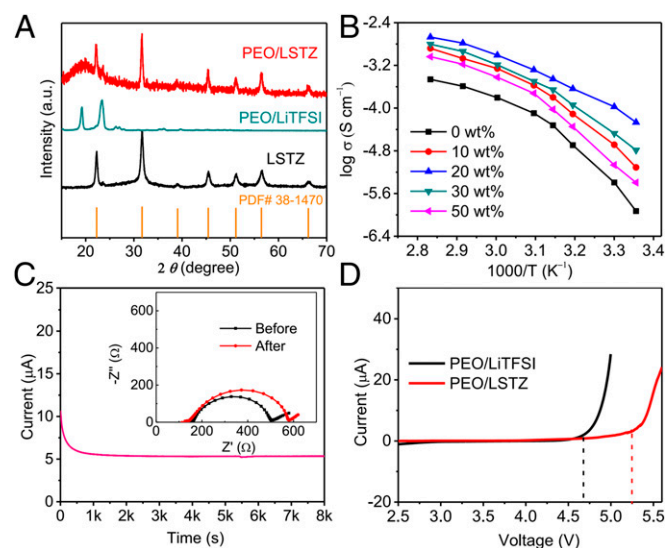 A
PEO/LSTZ
PEO/LiTFSI
LSTZ
PDF# 38-1470
Intensity (a.u.)
20 30 40 50 60 70
2 θ (degree)
B
-2.4
-3.2
-4.0
-4.8
-5.6
-6.4
log σ (S cm⁻¹)
0 wt%
10 wt%
20 wt%
30 wt%
50 wt%
2.8 2.9 3.0 3.1 3.2 3.3 3.4
1000/T (K⁻¹)
C
25
20
15
10
5
0
Current (μA)
600
400
200
0
-Z'' (Ω)
Before
After
0 200 400 600
Z' (Ω)
0 1k 2k 3k 4k 5k 6k 7k 8k
Time (s)
D
40
20
0
-20
Current (μA)
PEO/LiTFSI
PEO/LSTZ
2.5 3.0 3.5 4.0 4.5 5.0 5.5
Voltage (V)